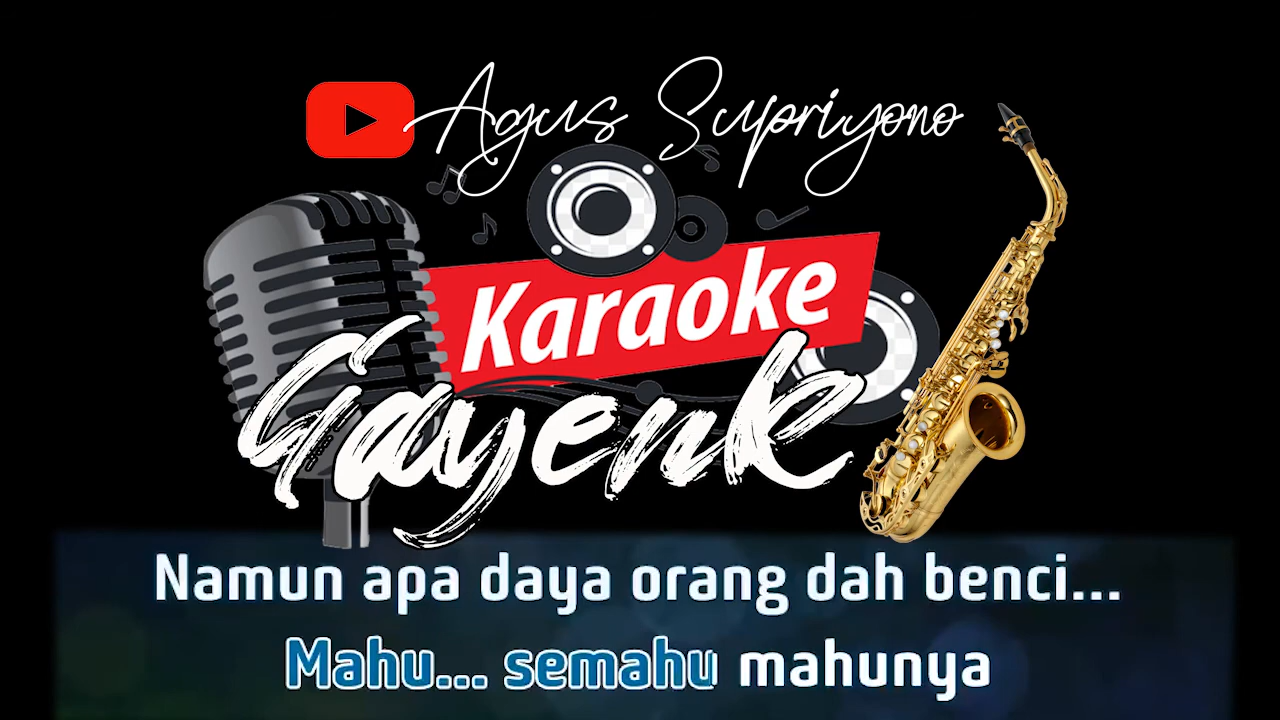 Agus Supriyono
Karaoke
Gayenk
Namun apa daya orang dah benci...
Mahu... semahu mahunya